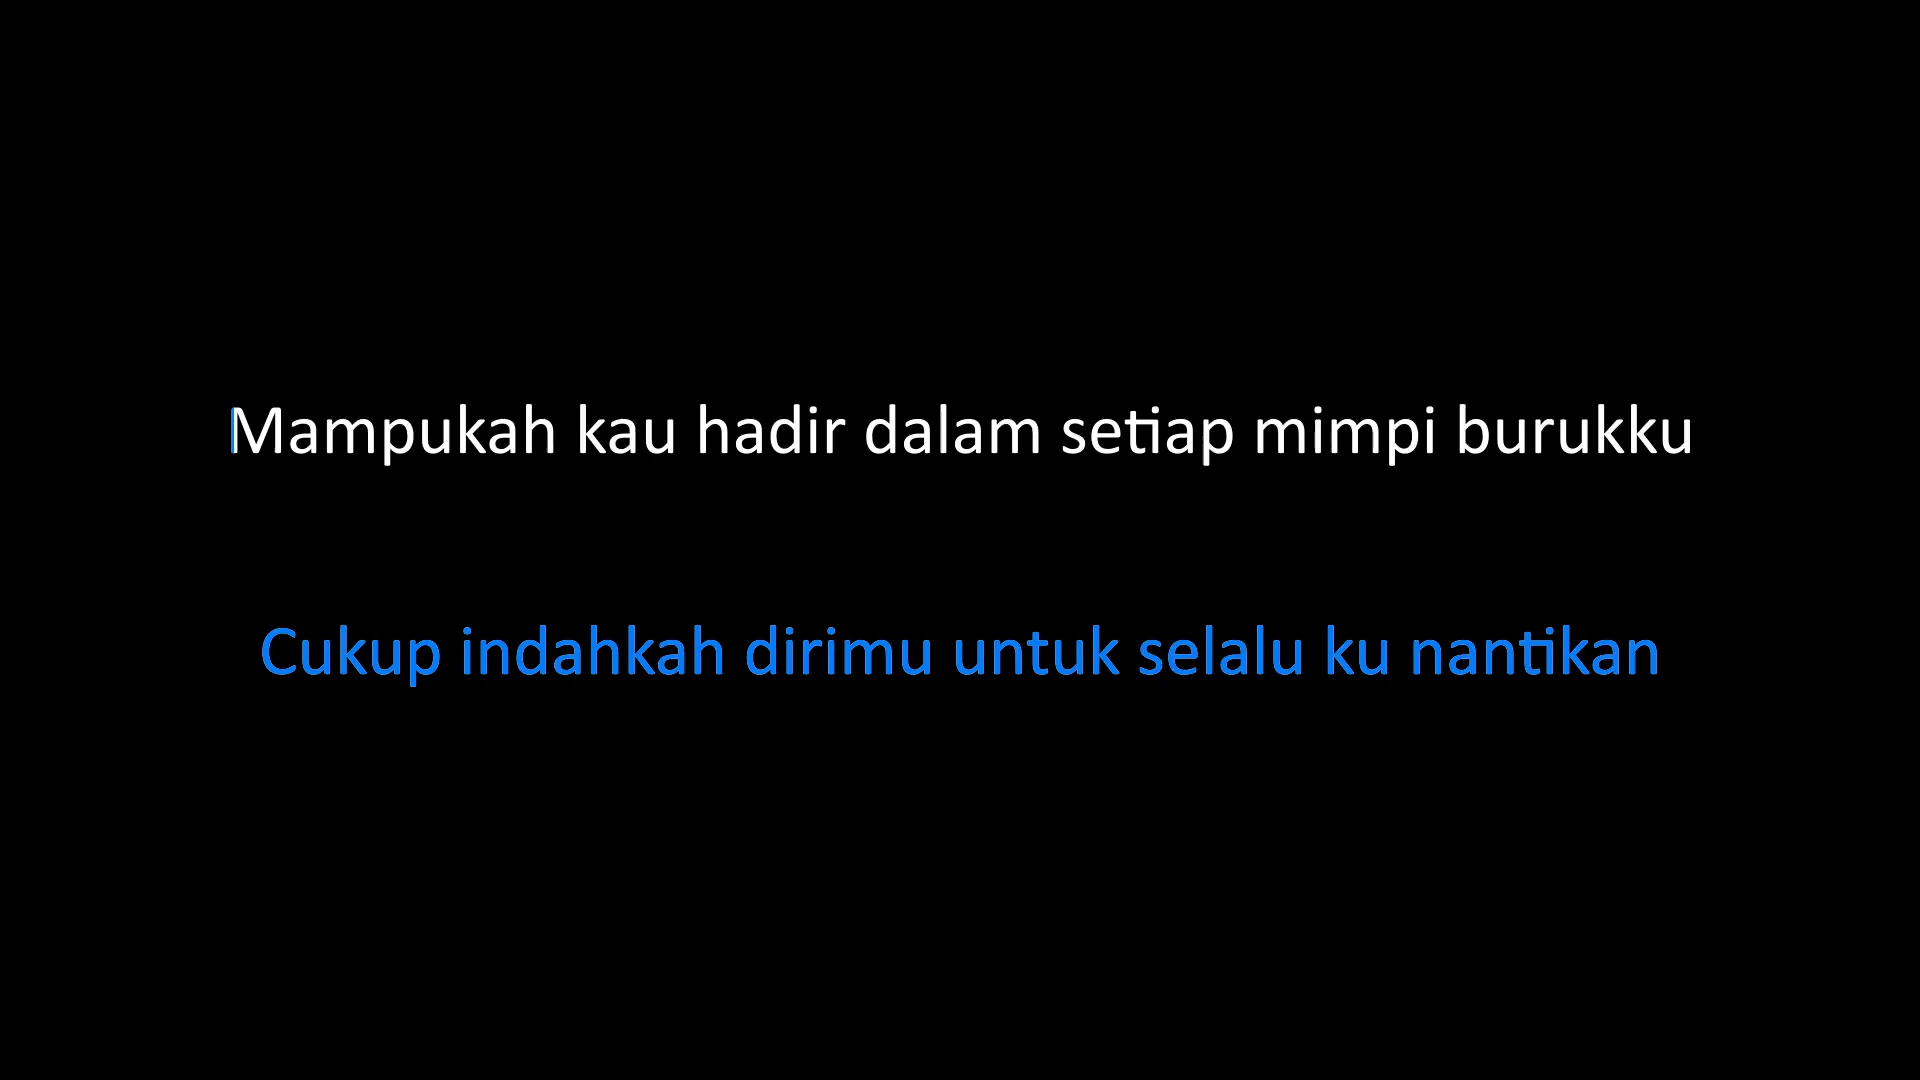 Mampukah kau hadir dalam setiap mimpi burukku
Cukup indahkah dirimu untuk selalu ku nantikan